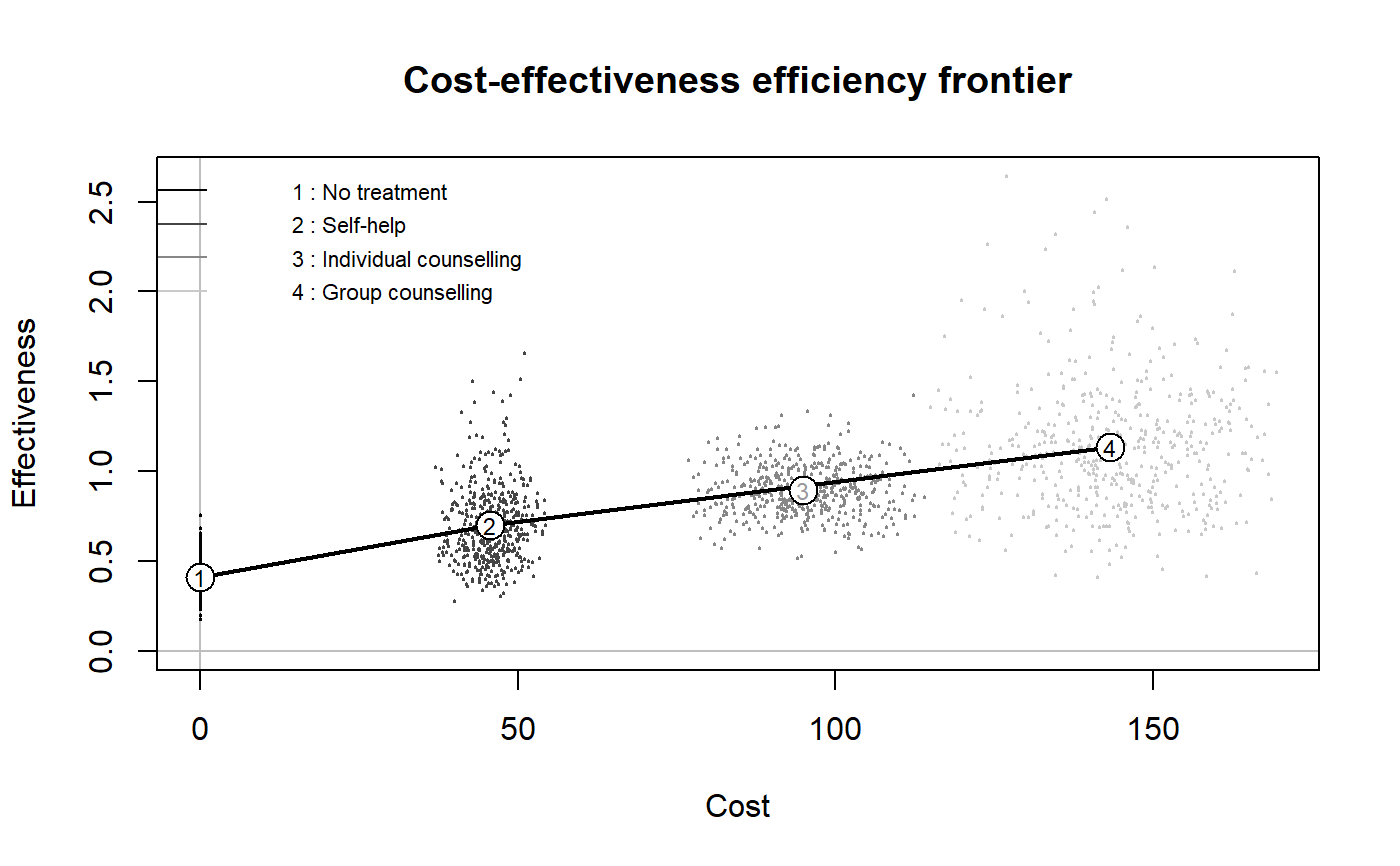 Cost-effectiveness efficiency frontier
2.5
2.0
1.5
1.0
0.5
0.0
Effectiveness
1 : No treatment
2 : Self-help
3 : Individual counselling
4 : Group counselling
1
2
3
4
0
50
100
150
Cost